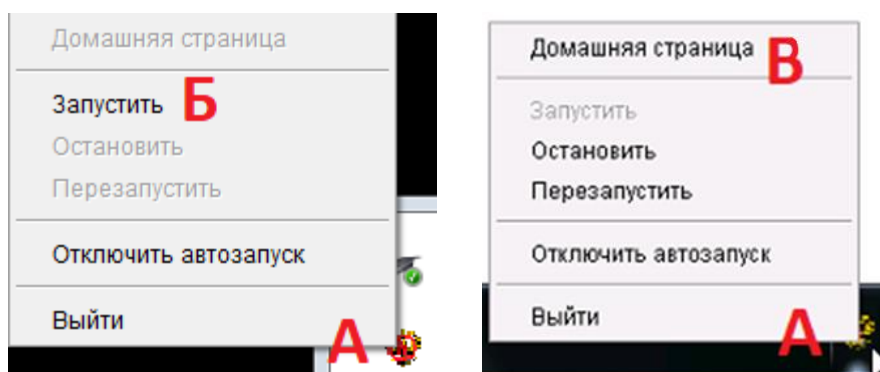 Домашняя страница
Запустить Б
Остановить
Перезапустить
Отключить автозапуск
Выйти
А
Домашняя страница В
Запустить
Остановить
Перезапустить
Отключить автозапуск
Выйти
А